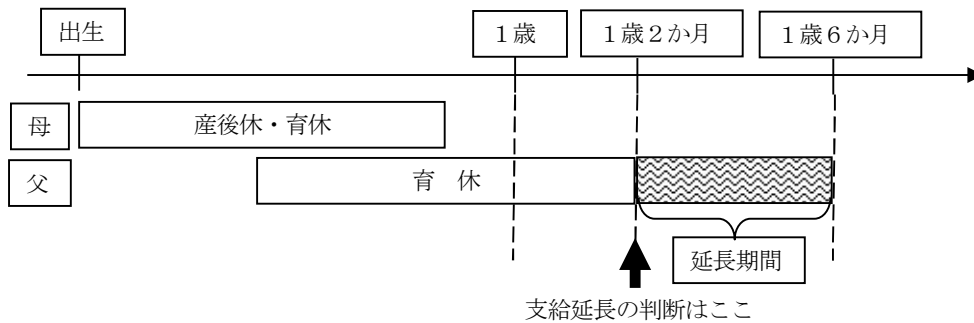 出生
１歳
１歳２か月
１歳６か月
母
産後休・育休
父
育　休
延長期間
支給延長の判断はここ